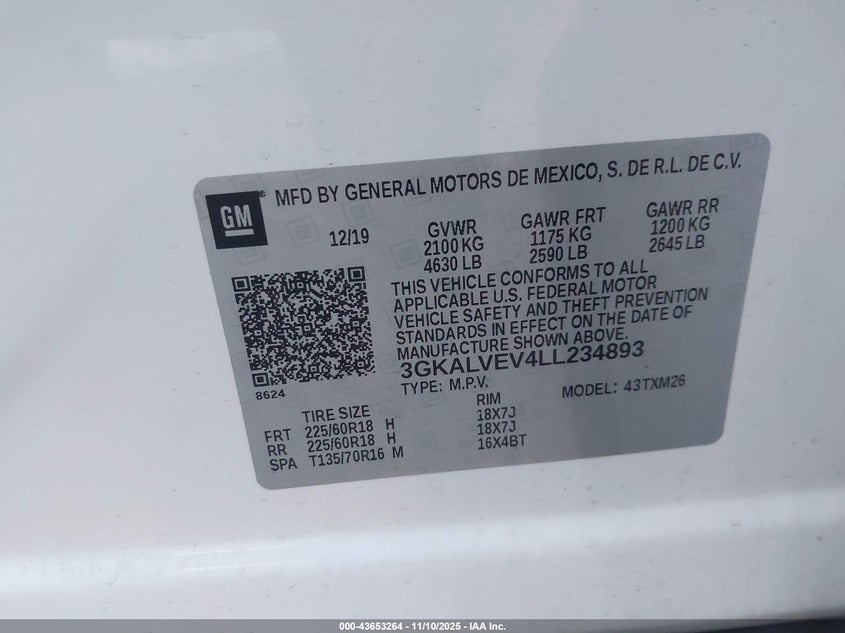 GM
MFD BY GENERAL MOTORS DE MEXICO, S. DE R.L. DE C.V.
12/19 GVWR GAWR FRT GAWR RR
2100 KG 1175 KG 1200 KG
4630 LB 2590 LB 2645 LB
THIS VEHICLE CONFORMS TO ALL
APPLICABLE U.S. FEDERAL MOTOR
VEHICLE SAFETY AND THEFT PREVENTION
STANDARDS IN EFFECT ON THE DATE OF
MANUFACTURE SHOWN ABOVE.
3GKALVEV4LL234893
8624 TYPE: M.P.V. MODEL: 43TXM26
TIRE SIZE RIM
FRT 225/60R18 H 18X7J
RR 225/60R18 H 18X7J
SPA T135/70R16 M 16X4BT
000-43653264 - 11/10/2025 - IAA Inc.